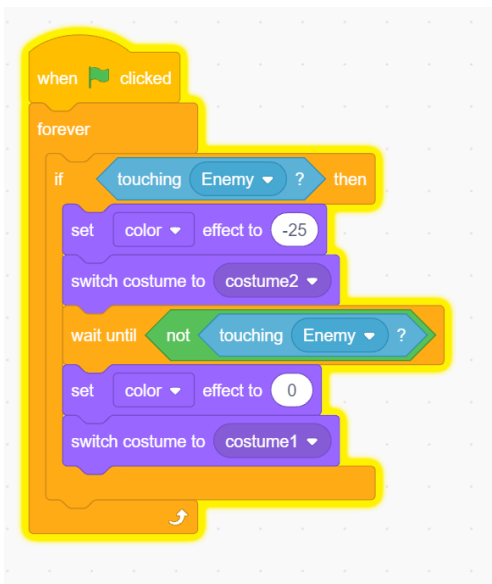 when clicked
forever
if touching Enemy ? then
set color effect to -25
switch costume to costume2
wait until not touching Enemy ?
set color effect to 0
switch costume to costume1